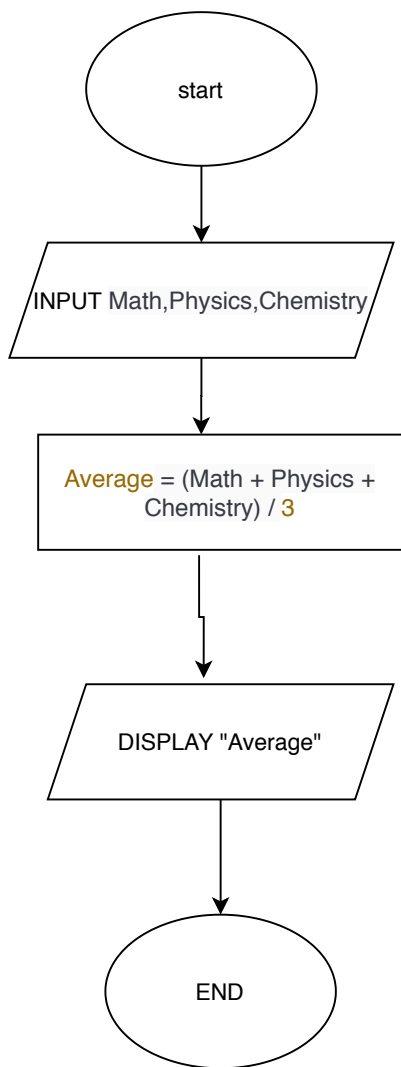 start
INPUT Math,Physics,Chemistry
Average = (Math + Physics +
Chemistry) / 3
DISPLAY "Average"
END